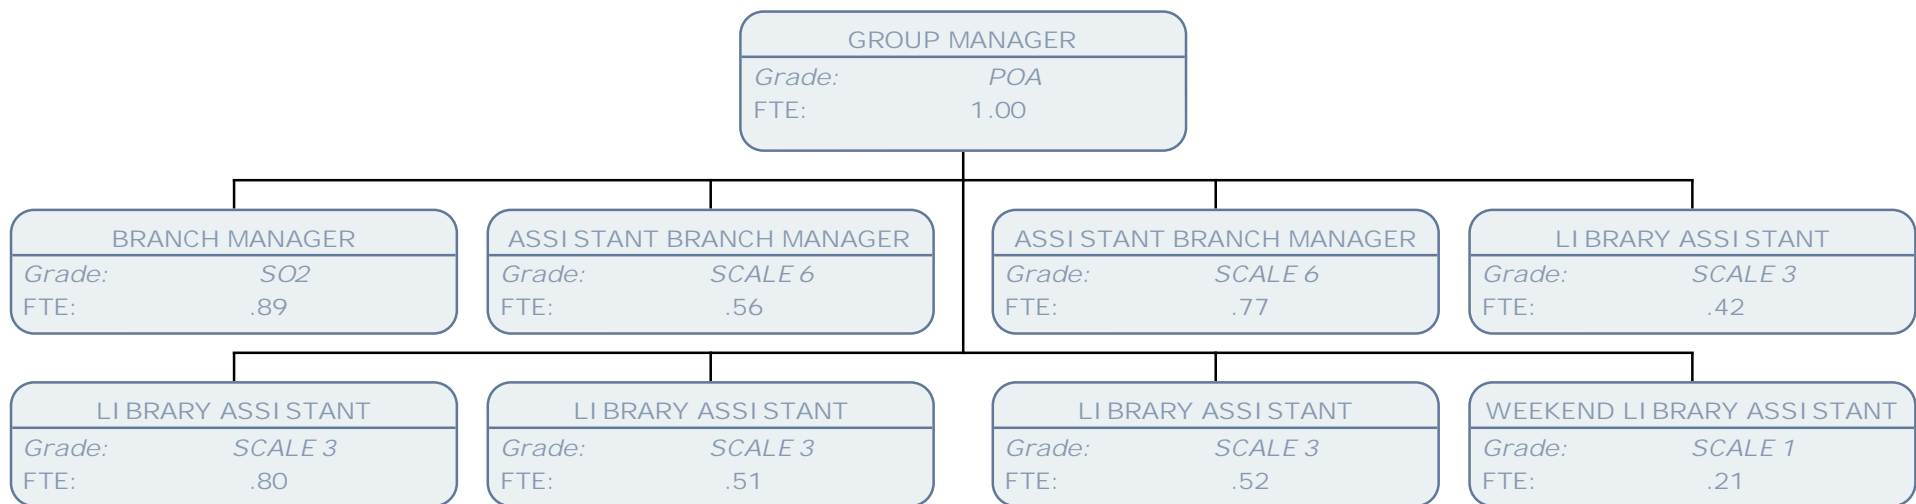 GROUP MANAGER
Grade: POA
FTE: 1.00
BRANCH MANAGER
Grade: SO2
FTE: .89
ASSISTANT BRANCH MANAGER
Grade: SCALE 6
FTE: .56
ASSISTANT BRANCH MANAGER
Grade: SCALE 6
FTE: .77
LIBRARY ASSISTANT
Grade: SCALE 3
FTE: .42
LIBRARY ASSISTANT
Grade: SCALE 3
FTE: .80
LIBRARY ASSISTANT
Grade: SCALE 3
FTE: .51
LIBRARY ASSISTANT
Grade: SCALE 3
FTE: .52
WEEKEND LIBRARY ASSISTANT
Grade: SCALE 1
FTE: .21